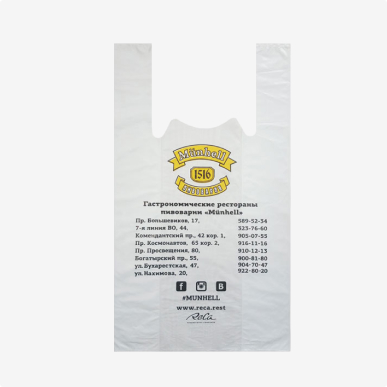 Münhell
1516
Гастрономические рестораны
пивоварни «Münhell»
Пр. Большевиков, 17, 589-52-54
7-я линия ВО, 44, 323-76-60
Комендантский пр., 42 кор. 1, 905-07-55
Пр. Космонавтов, 65 кор. 2, 916-11-16
Пр. Просвещения, 80, 910-12-13
Богатырский пр., 55, 900-81-80
ул. Бухарестская, 47, 904-70-47
ул. Нахимова, 20, 922-80-20
#MUNHELL
www.reca.rest
ReCa